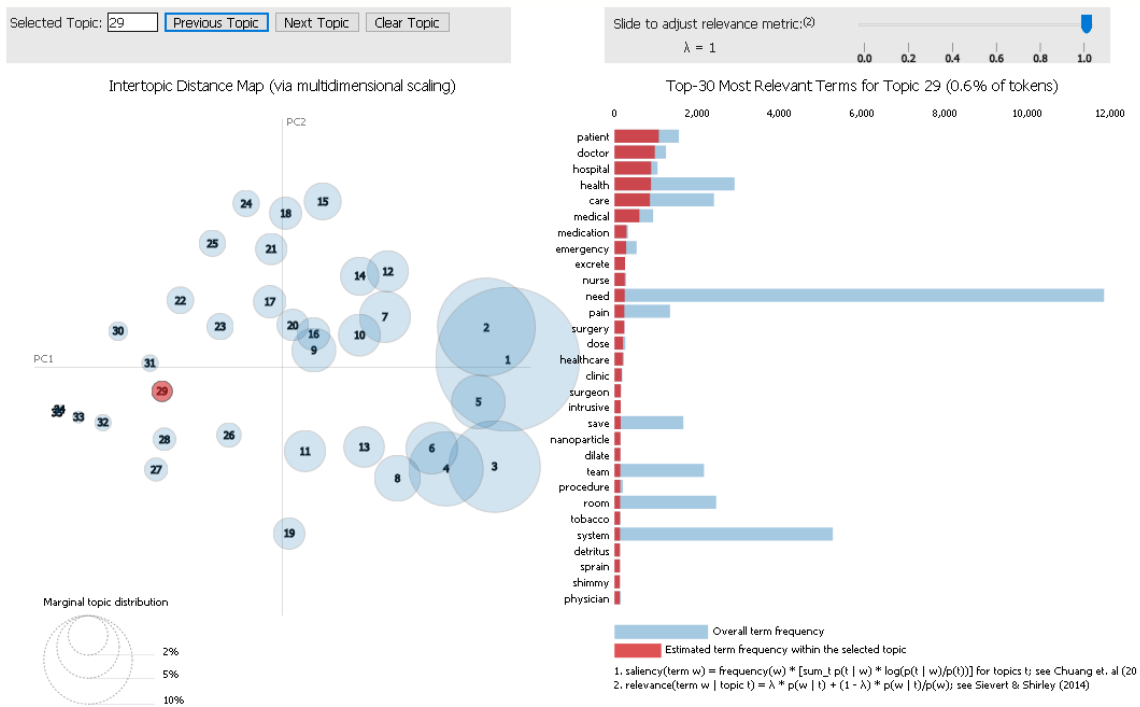 Selected Topic: 29 Previous Topic Next Topic Clear Topic
Slide to adjust relevance metric:(2)
λ = 1
0.0 0.2 0.4 0.6 0.8 1.0
Intertopic Distance Map (via multidimensional scaling)
PC2
PC1
24
18
15
25
21
14
12
22
17
30
23
20
16
7
10
2
9
31
1
29
5
33
32
28
26
11
13
6
27
8
4
3
19
Marginal topic distribution
2%
5%
10%
Top-30 Most Relevant Terms for Topic 29 (0.6% of tokens)
0 2,000 4,000 6,000 8,000 10,000 12,000
patient
doctor
hospital
health
care
medical
medication
emergency
excrete
nurse
need
pain
surgery
dose
healthcare
clinic
surgeon
intrusive
save
nanoparticle
dilate
team
procedure
room
tobacco
system
detritus
sprain
shimmy
physician
Overall term frequency
Estimated term frequency within the selected topic
1. saliency(term w) = frequency(w) * [sum_t p(t | w) * log(p(t | w)/p(t))] for topics t; see Chuang et. al (20
2. relevance(term w | topic t) = λ * p(w | t) + (1 - λ) * p(w | t)/p(w); see Sievert & Shirley (2014)